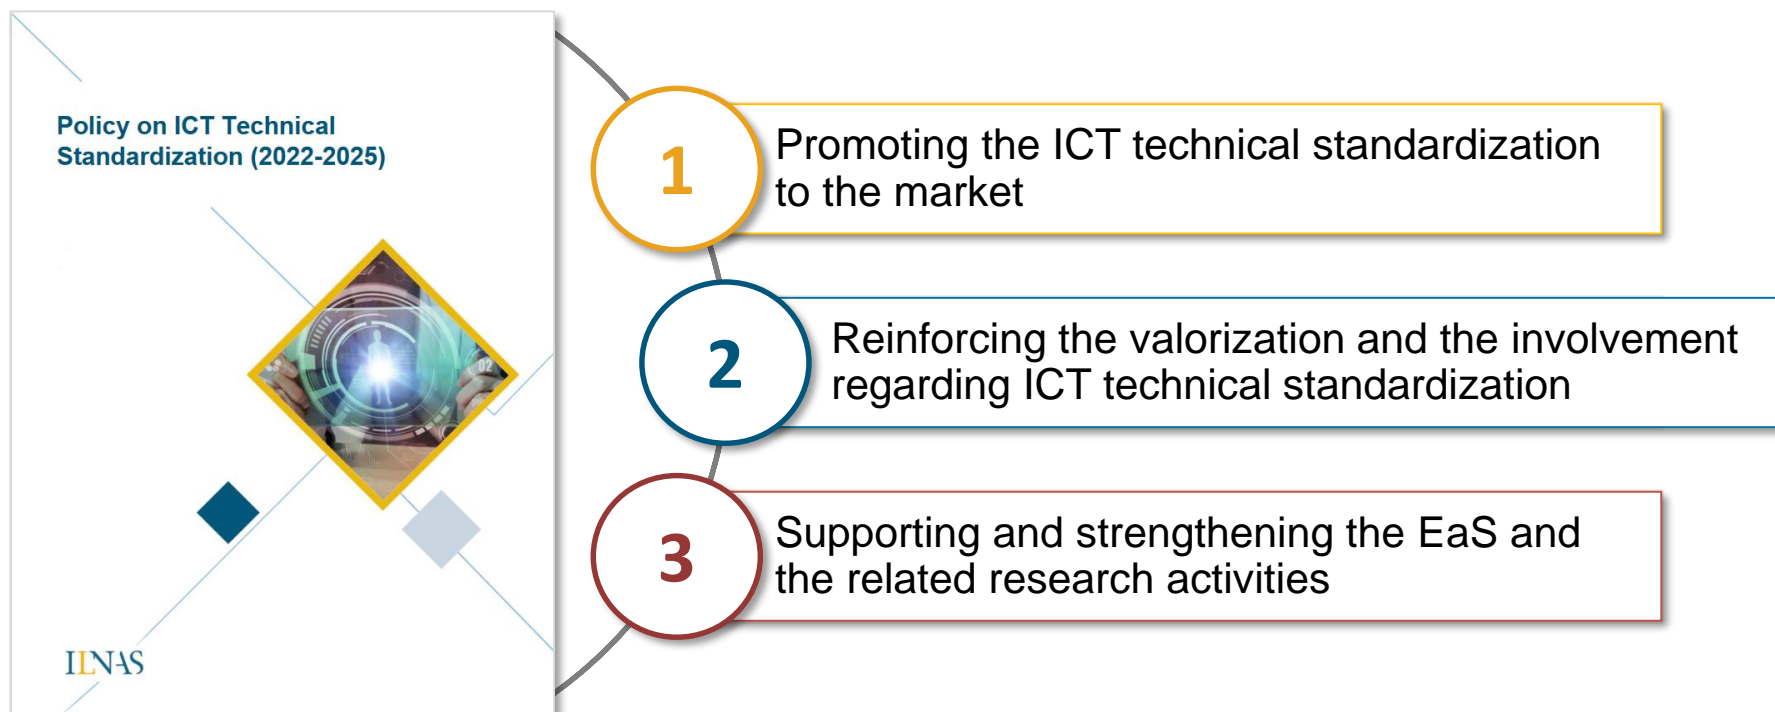 Policy on ICT Technical
Standardization (2022-2025)
ILNAS
1
Promoting the ICT technical standardization
to the market
2
Reinforcing the valorization and the involvement
regarding ICT technical standardization
3
Supporting and strengthening the EaS and
the related research activities
02